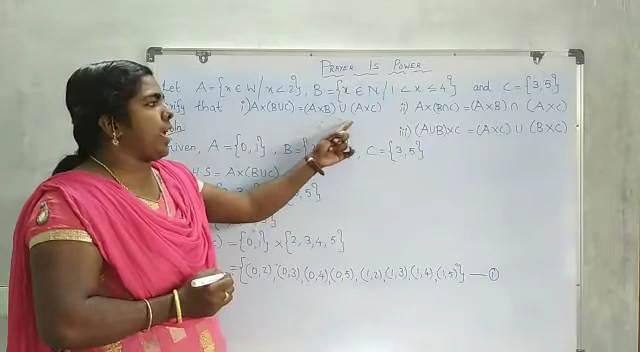 PRAYER IS POWER
Let A = {x ∈ W / x < 2}, B = {x ∈ N / 1 < x ≤ 4} and C = {3, 5}
that i) A×(B∪C) = (A×B) ∪ (A×C) ii) A×(B∩C) = (A×B) ∩ (A×C)
iii) (A∪B)×C = (A×C) ∪ (B×C)
A = {0, 1}, B = { , C = {3, 5}
H·S = A×(B∪C)
5}
= {0, 1} × {2, 3, 4, 5}
= {(0, 2), (0, 3), (0, 4), (0, 5), (1, 2), (1, 3), (1, 4), (1, 5)} — ①